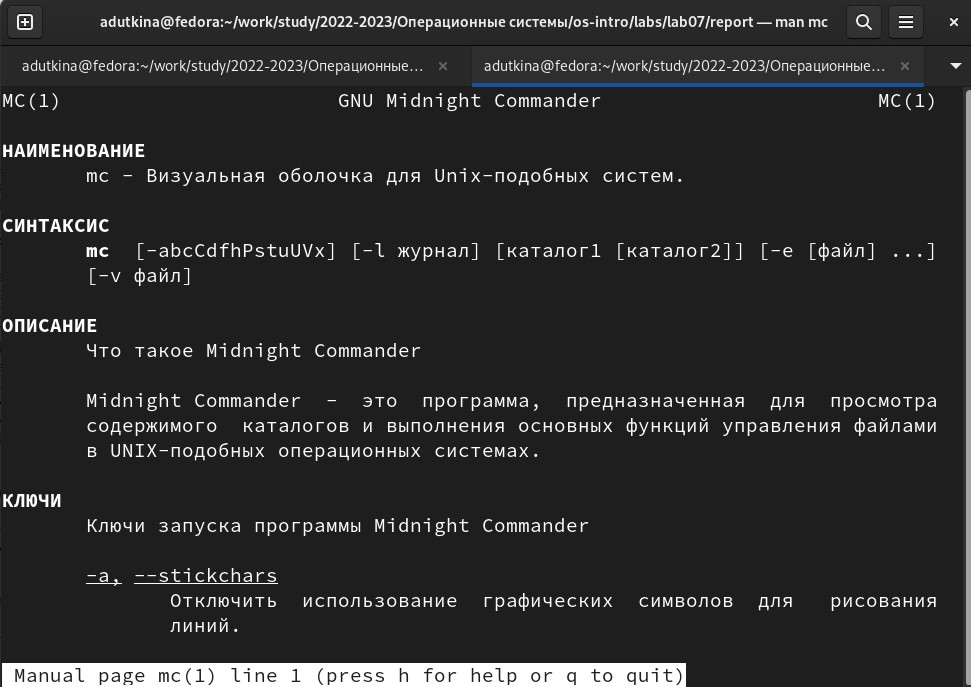 adutkina@fedora:~/work/study/2022-2023/Операционные системы/os-intro/labs/lab07/report — man mc
adutkina@fedora:~/work/study/2022-2023/Операционные… adutkina@fedora:~/work/study/2022-2023/Операционные…
MC(1) GNU Midnight Commander MC(1)
НАИМЕНОВАНИЕ
mc - Визуальная оболочка для Unix-подобных систем.
СИНТАКСИС
mc [-abcCdfhPstuUVx] [-l журнал] [каталог1 [каталог2]] [-e [файл] ...]
[-v файл]
ОПИСАНИЕ
Что такое Midnight Commander
Midnight Commander - это программа, предназначенная для просмотра
содержимого каталогов и выполнения основных функций управления файлами
в UNIX-подобных операционных системах.
КЛЮЧИ
Ключи запуска программы Midnight Commander
-a, --stickchars
Отключить использование графических символов для рисования
линий.
Manual page mc(1) line 1 (press h for help or q to quit)